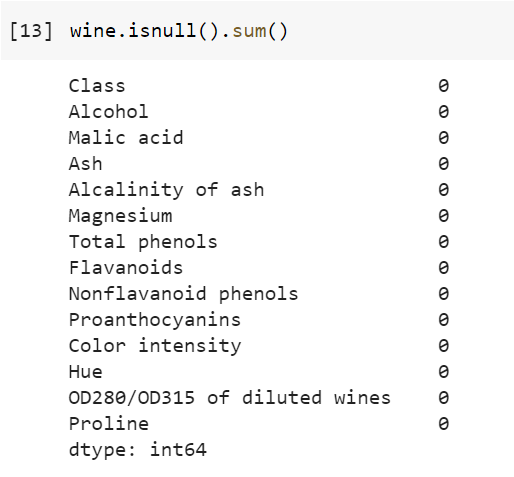 [13] wine.isnull().sum()
Class 0
Alcohol 0
Malic acid 0
Ash 0
Alcalinity of ash 0
Magnesium 0
Total phenols 0
Flavanoids 0
Nonflavanoid phenols 0
Proanthocyanins 0
Color intensity 0
Hue 0
OD280/OD315 of diluted wines 0
Proline 0
dtype: int64